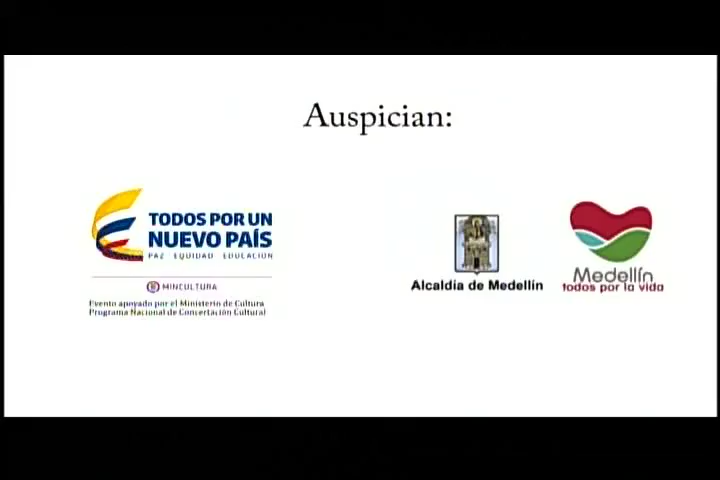 Auspician:
TODOS POR UN
NUEVO PAÍS
PAZ EQUIDAD EDUCACIÓN
MINCULTURA
Evento apoyado por el Ministerio de Cultura
Programa Nacional de Concertación Cultural
Alcaldía de Medellín
Medellín
todos por la vida